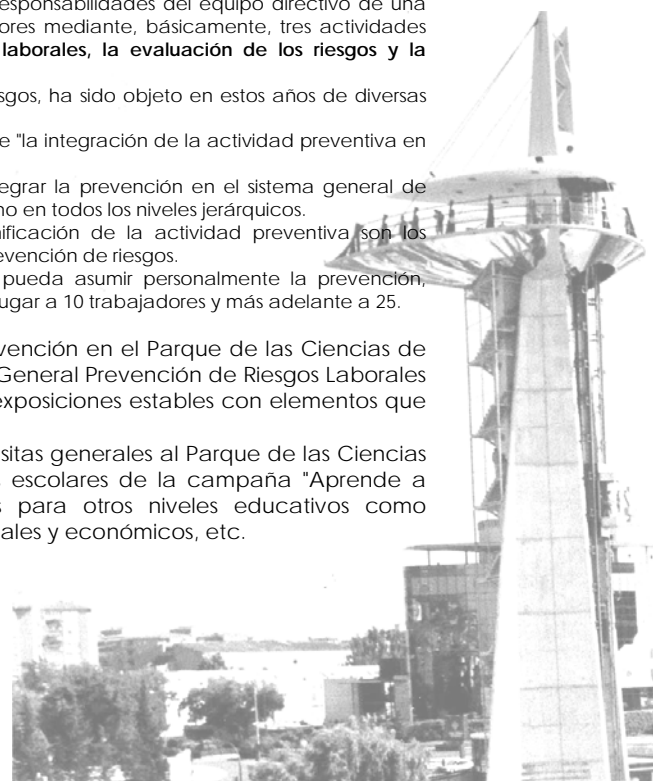 responsabilidades del equipo directivo de una
ores mediante, básicamente, tres actividades
laborales, la evaluación de los riesgos y la
sgos, ha sido objeto en estos años de diversas
e "la integración de la actividad preventiva en
egrar la prevención en el sistema general de
no en todos los niveles jerárquicos.
nificación de la actividad preventiva son los
evención de riesgos.
pueda asumir personalmente la prevención,
ugar a 10 trabajadores y más adelante a 25.
vención en el Parque de las Ciencias de
General Prevención de Riesgos Laborales
exposiciones estables con elementos que
sitas generales al Parque de las Ciencias
s escolares de la campaña "Aprende a
s para otros niveles educativos como
ales y económicos, etc.